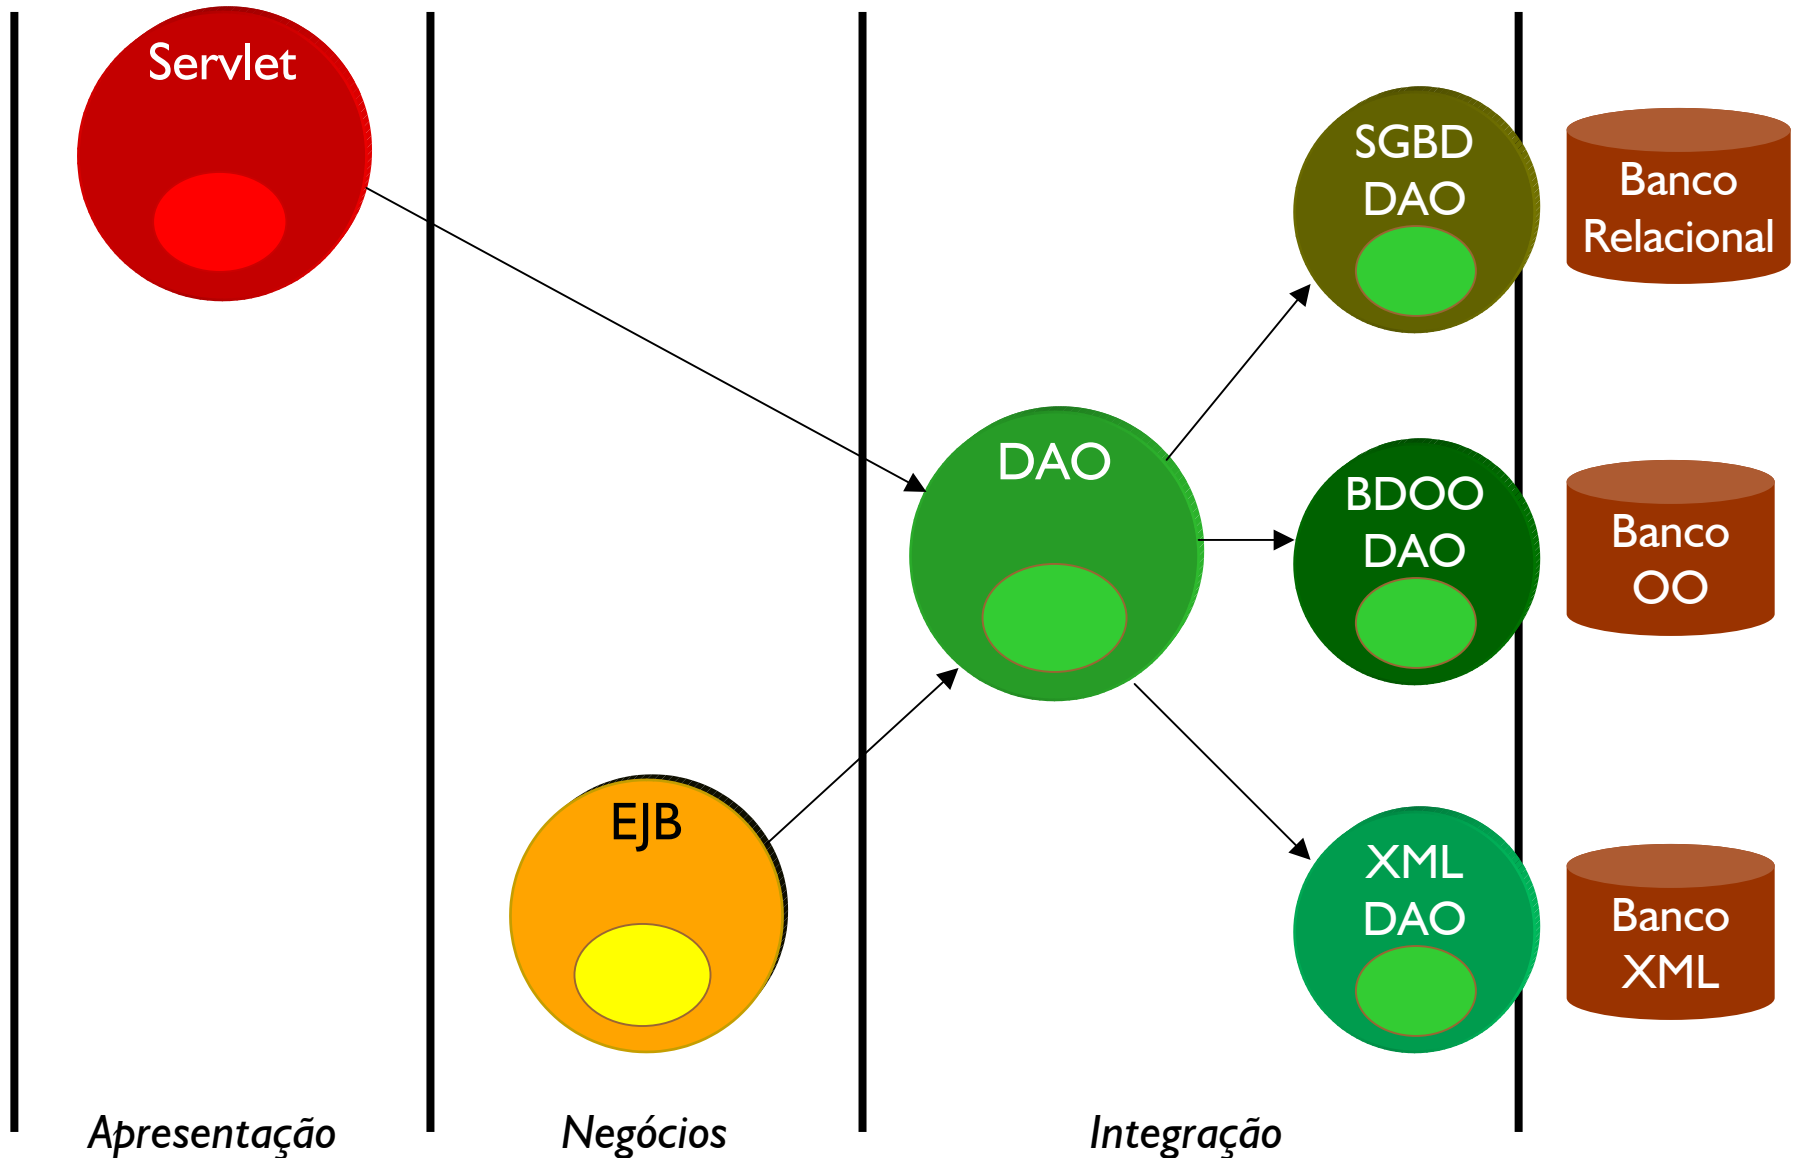 Servlet
SGBD
DAO
Banco
Relacional
DAO
BDOO
DAO
Banco
OO
EJB
XML
DAO
Banco
XML
Apresentação
Negócios
Integração